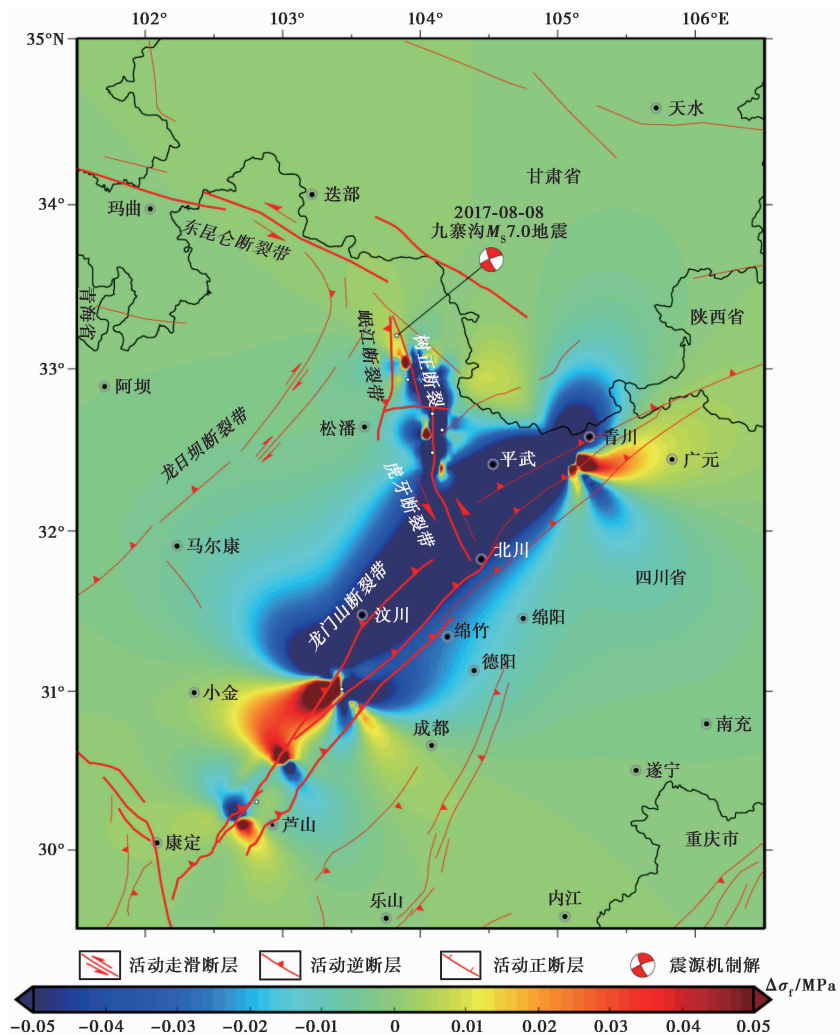 102° 103° 104° 105° 106°E
35°N
天水
甘肃省
迭部
34°
玛曲
2017-08-08
九寨沟MS7.0地震
东昆仑断裂带
青海省
陕西省
岷江断裂带
树正断裂
33°
阿坝
松潘
青川
龙日坝断裂带
平武
广元
虎牙断裂带
32°
马尔康
北川
四川省
龙门山断裂带
汶川
绵竹
绵阳
德阳
31°
小金
成都
南充
遂宁
芦山
30°
康定
重庆市
乐山
内江
活动走滑断层 活动逆断层 活动正断层 震源机制解
Δσf/MPa
−0.05 −0.04 −0.03 −0.02 −0.01 0 0.01 0.02 0.03 0.04 0.05